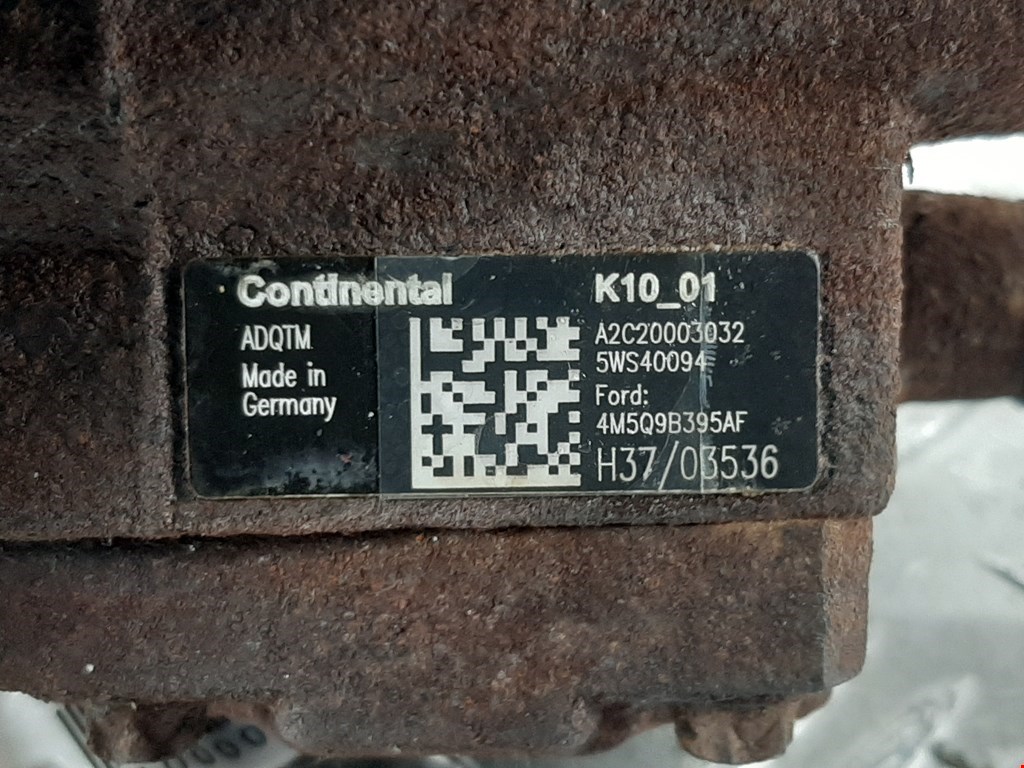 Continental
ADQTM
Made in
Germany
K10_01
A2C20003032
5WS40094
Ford:
4M5Q9B395AF
H37/03536